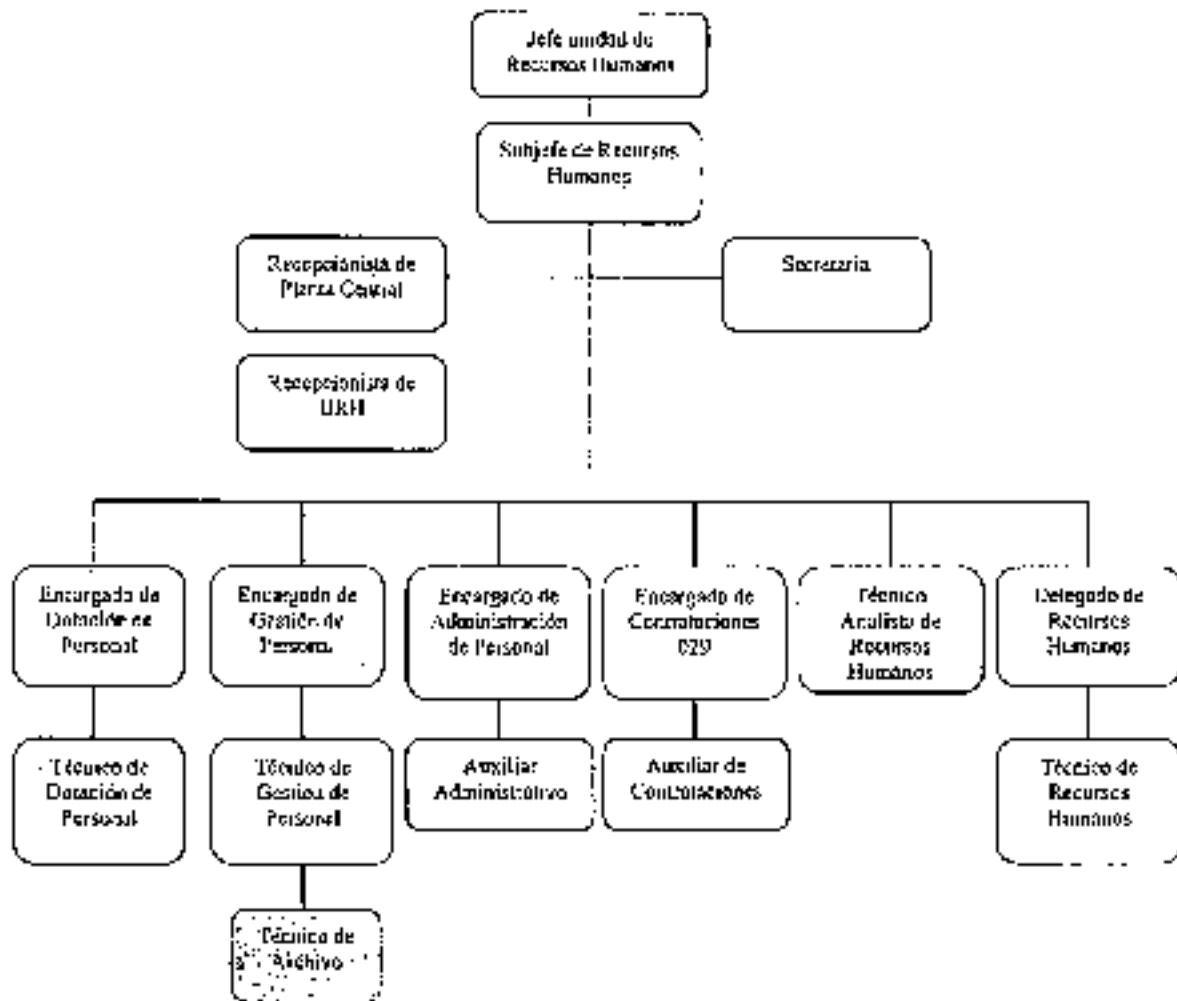 Jefe unidad de
Recursos Humanos
Subjefe de Recursos
Humanos
Recepcionista de
Planta Central
Secretaria
Recepcionista de
URH
Encargado de
Dotación de
Personal
Encargado de
Gestión de
Personal
Encargado de
Administración
de Personal
Encargado de
Contrataciones
029
Técnico
Analista de
Recursos
Humanos
Delegado de
Recursos
Humanos
Técnico de
Dotación de
Personal
Técnico de
Gestión de
Personal
Auxiliar
Administrativo
Auxiliar de
Contrataciones
Técnico de
Recursos
Humanos
Técnico de
Archivo